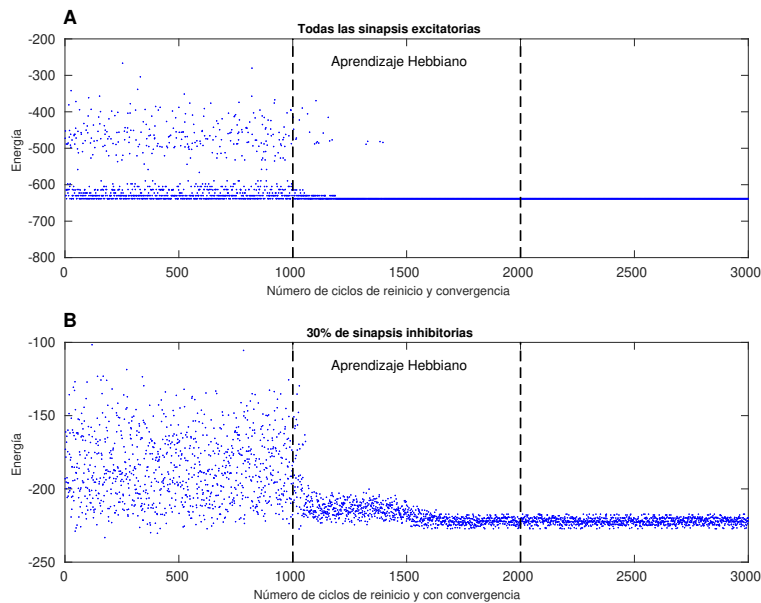 A
Todas las sinapsis excitatorias
-200
-300
-400
-500
-600
-700
-800
Energía
Aprendizaje Hebbiano
0 500 1000 1500 2000 2500 3000
Número de ciclos de reinicio y convergencia
B
30% de sinapsis inhibitorias
-100
-150
-200
-250
Energía
Aprendizaje Hebbiano
0 500 1000 1500 2000 2500 3000
Número de ciclos de reinicio y con convergencia